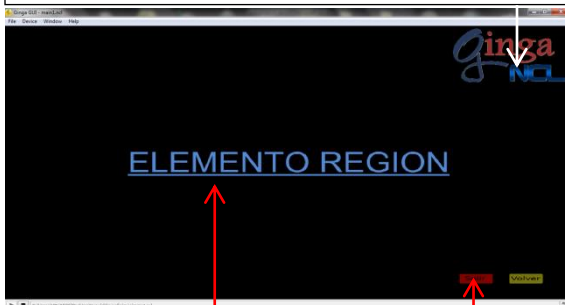 Ginga GUI - main1.ncl
File Device Window Help
Ginga
NCL
ELEMENTO REGION
Volver